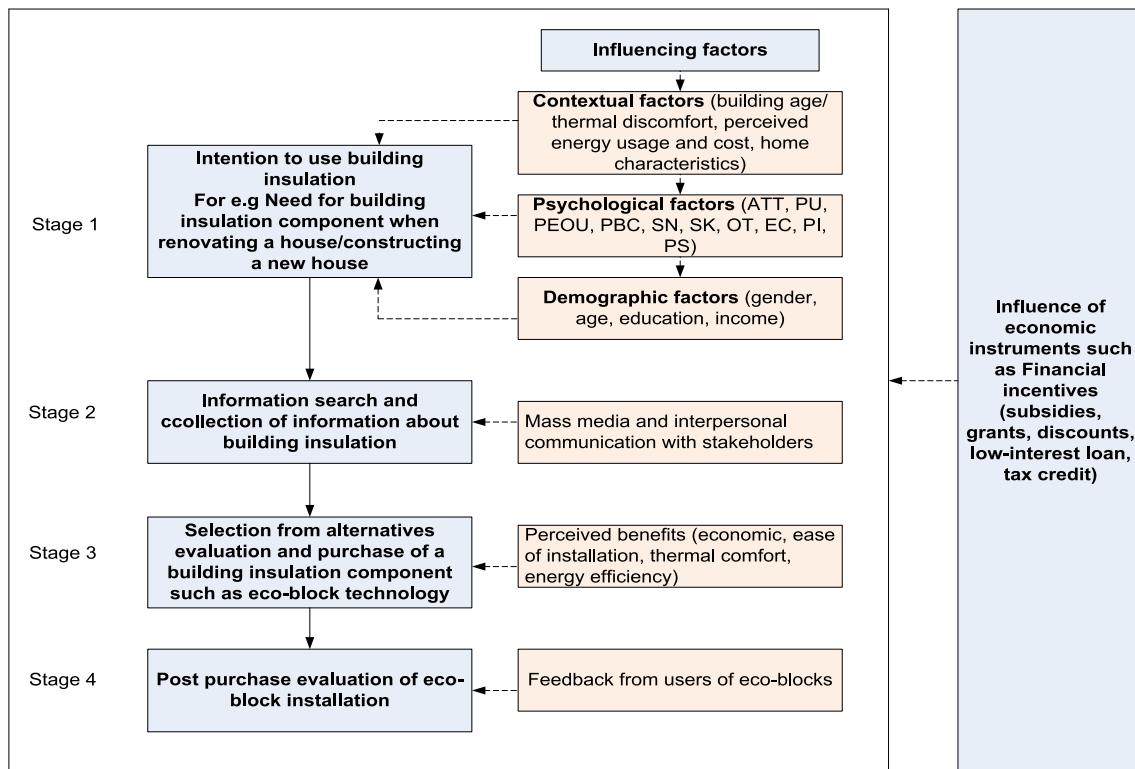 Influencing factors
Contextual factors (building age/
thermal discomfort, perceived
energy usage and cost, home
characteristics)
Stage 1
Intention to use building
insulation
For e.g Need for building
insulation component when
renovating a house/constructing
a new house
Psychological factors (ATT, PU,
PEOU, PBC, SN, SK, OT, EC, PI,
PS)
Demographic factors (gender,
age, education, income)
Stage 2
Information search and
ccollection of information about
building insulation
Mass media and interpersonal
communication with stakeholders
Stage 3
Selection from alternatives
evaluation and purchase of a
building insulation component
such as eco-block technology
Perceived benefits (economic, ease
of installation, thermal comfort,
energy efficiency)
Stage 4
Post purchase evaluation of eco-
block installation
Feedback from users of eco-blocks
Influence of
economic
instruments such
as Financial
incentives
(subsidies,
grants, discounts,
low-interest loan,
tax credit)